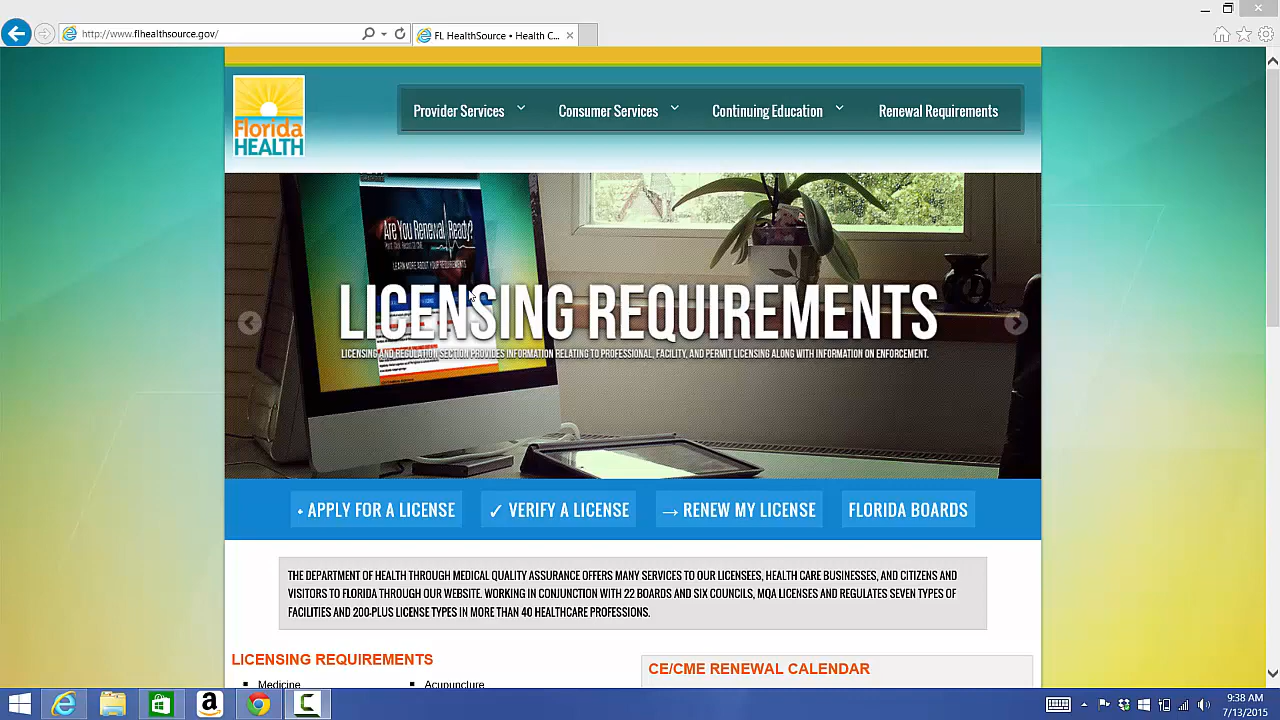 http://www.flhealthsource.gov/
FL HealthSource • Health C...
Florida
HEALTH
Provider Services
Consumer Services
Continuing Education
Renewal Requirements
Are You Renewal Ready?
LEARN MORE ABOUT YOUR REQUIREMENTS
LICENSING REQUIREMENTS
LICENSING AND REGULATION SECTION PROVIDES INFORMATION RELATING TO PROFESSIONAL, FACILITY, AND PERMIT LICENSING ALONG WITH INFORMATION ON ENFORCEMENT.
+ APPLY FOR A LICENSE
✓ VERIFY A LICENSE
→ RENEW MY LICENSE
FLORIDA BOARDS
THE DEPARTMENT OF HEALTH THROUGH MEDICAL QUALITY ASSURANCE OFFERS MANY SERVICES TO OUR LICENSEES, HEALTH CARE BUSINESSES, AND CITIZENS AND
VISITORS TO FLORIDA THROUGH OUR WEBSITE. WORKING IN CONJUNCTION WITH 22 BOARDS AND SIX COUNCILS, MQA LICENSES AND REGULATES SEVEN TYPES OF
FACILITIES AND 200-PLUS LICENSE TYPES IN MORE THAN 40 HEALTHCARE PROFESSIONS.
LICENSING REQUIREMENTS
▪ Medicine
▪ Acupuncture
CE/CME RENEWAL CALENDAR
9:38 AM
7/13/2015